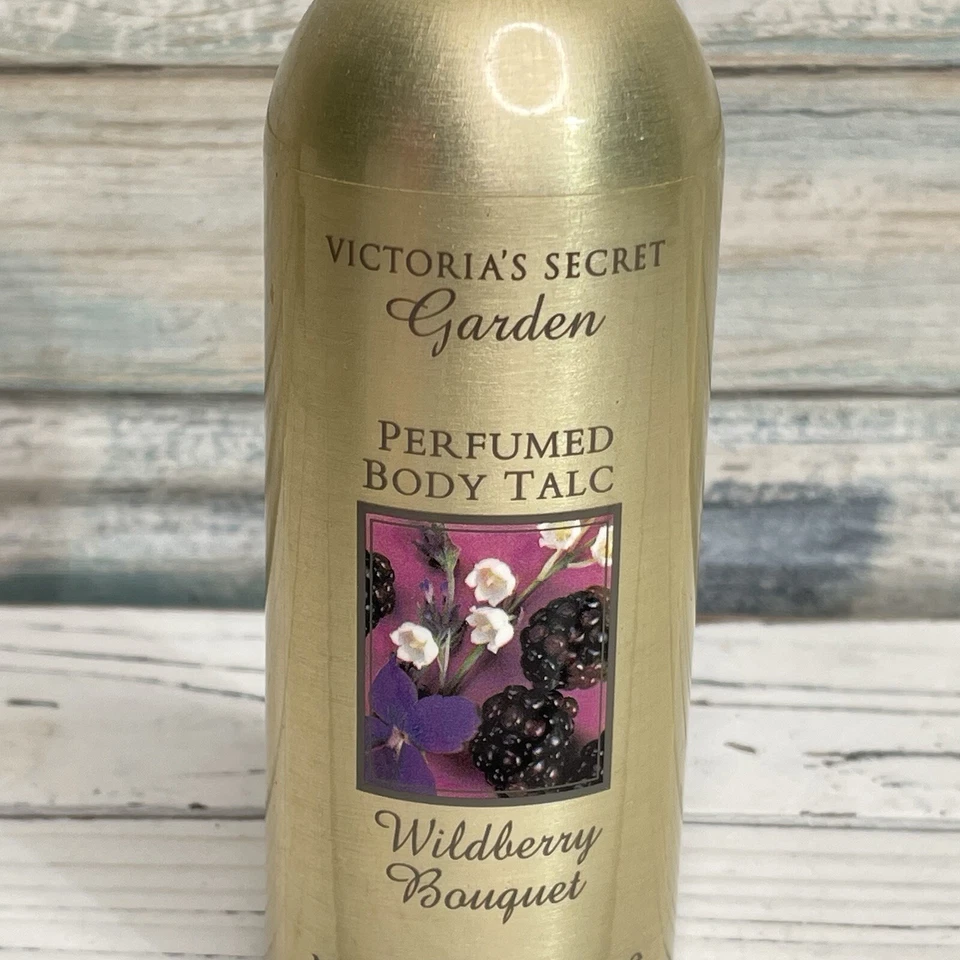 VICTORIA'S SECRET
Garden
PERFUMED
BODY TALC
Wildberry
Bouquet